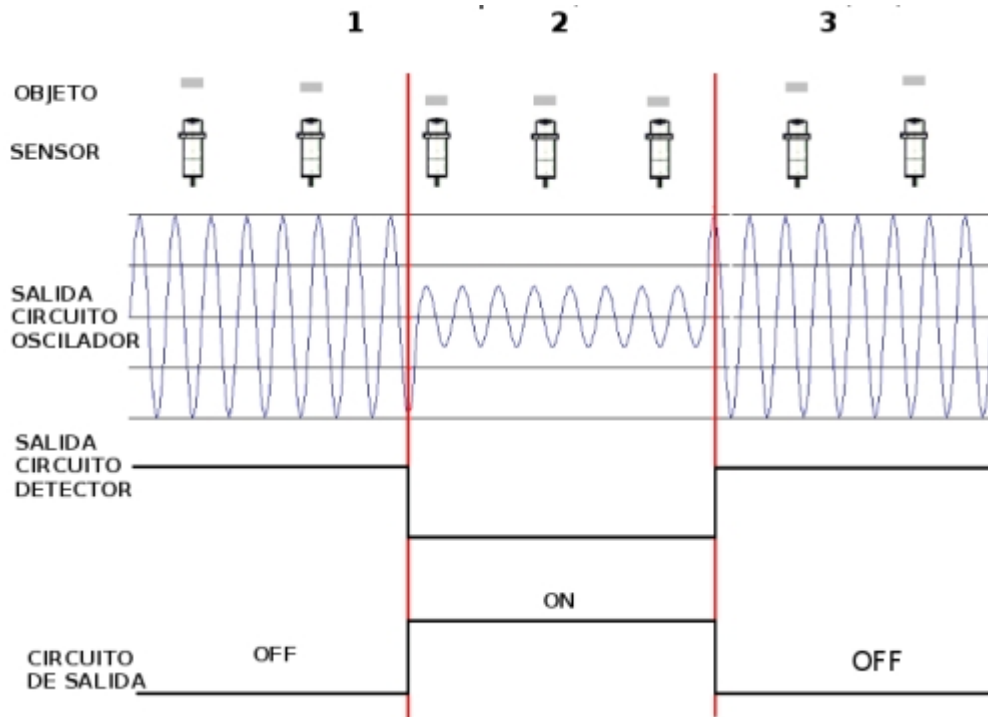 1 2 3
OBJETO
SENSOR
SALIDA
CIRCUITO
OSCILADOR
SALIDA
CIRCUITO
DETECTOR
ON
OFF
OFF
CIRCUITO
DE SALIDA